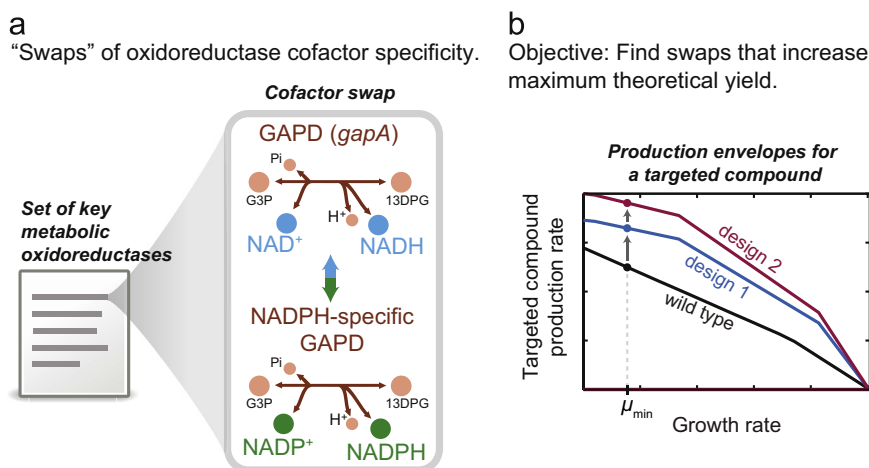 a
“Swaps” of oxidoreductase cofactor specificity.
Cofactor swap
GAPD (gapA)
Pi
G3P
H+
13DPG
NAD+
NADH
Set of key
metabolic
oxidoreductases
NADPH-specific
GAPD
Pi
G3P
H+
13DPG
NADP+
NADPH
b
Objective: Find swaps that increase
maximum theoretical yield.
Production envelopes for
a targeted compound
Targeted compound
production rate
design 2
design 1
wild type
μmin
Growth rate